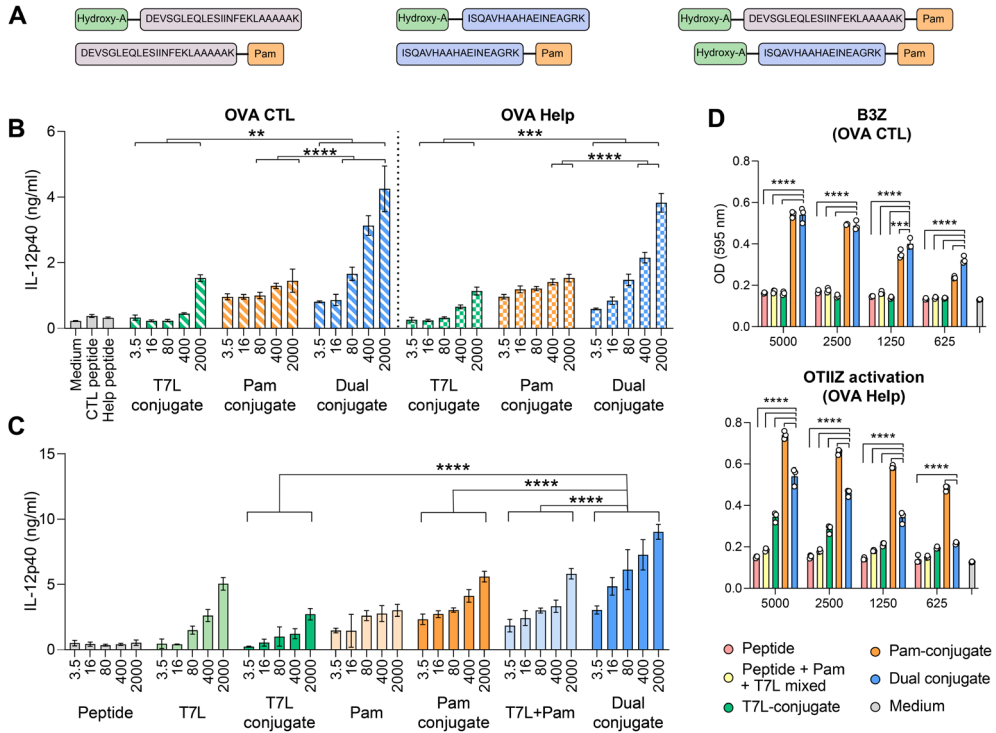 A
Hydroxy-A DEVSGLEQLESIINFEKLAAAAAK
Hydroxy-A ISQAVHAAHAEINEAGRK
Hydroxy-A DEVSGLEQLESIINFEKLAAAAAK Pam
DEVSGLEQLESIINFEKLAAAAAK Pam
ISQAVHAAHAEINEAGRK Pam
Hydroxy-A ISQAVHAAHAEINEAGRK Pam
B
OVA CTL OVA Help
** ***
**** ****
IL-12p40 (ng/ml)
6
4
2
0
Medium CTL peptide Help peptide 3.5 16 80 400 2000 3.5 16 80 400 2000 3.5 16 80 400 2000 3.5 16 80 400 2000 3.5 16 80 400 2000 3.5 16 80 400 2000
T7L conjugate
Pam conjugate
Dual conjugate
T7L conjugate
Pam conjugate
Dual conjugate
C
IL-12p40 (ng/ml)
15
10
5
0
****
****
****
3.5 16 80 400 2000 3.5 16 80 400 2000 3.5 16 80 400 2000 3.5 16 80 400 2000 3.5 16 80 400 2000 3.5 16 80 400 2000 3.5 16 80 400 2000
Peptide
T7L
T7L conjugate
Pam
Pam conjugate
T7L+Pam
Dual conjugate
D
B3Z
(OVA CTL)
OD (595 nm)
0.8
0.6
0.4
0.2
0.0
**** **** **** ****
***
5000 2500 1250 625
OTIIZ activation
(OVA Help)
0.8
0.6
0.4
0.2
0.0
**** **** **** ****
5000 2500 1250 625
Peptide
Peptide + Pam
+ T7L mixed
T7L-conjugate
Pam-conjugate
Dual conjugate
Medium